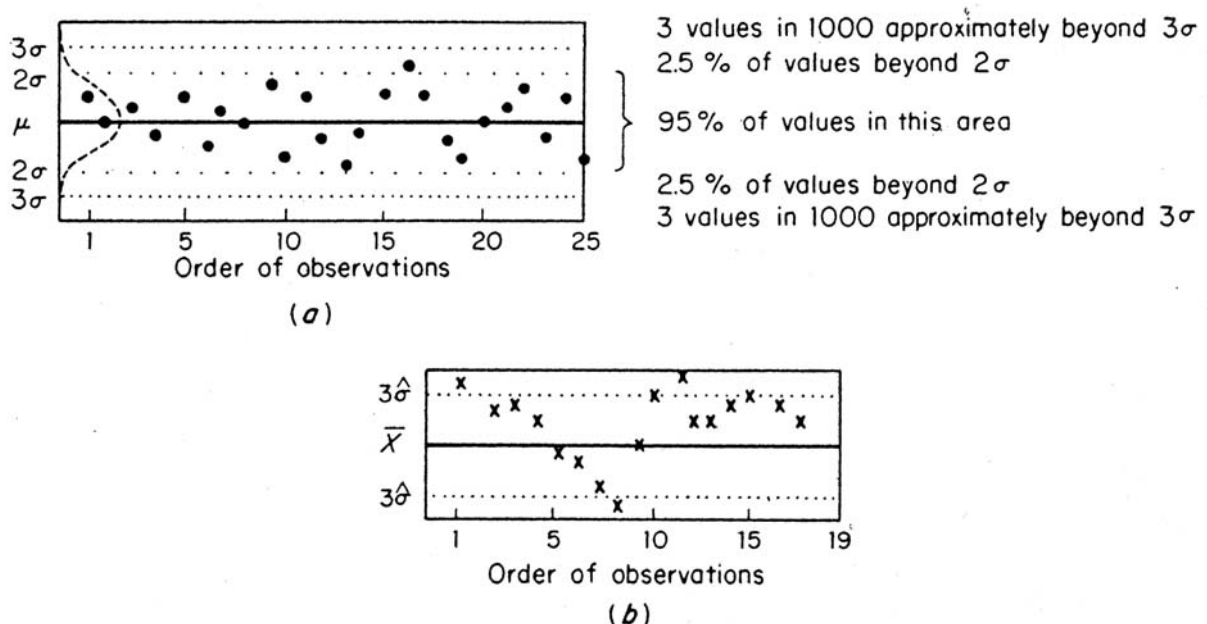 3σ
2σ
μ
2σ
3σ
3 values in 1000 approximately beyond 3σ
2.5 % of values beyond 2σ
95% of values in this area
2.5 % of values beyond 2σ
3 values in 1000 approximately beyond 3σ
1 5 10 15 20 25
Order of observations
(a)
3σ̂
X̅
3σ̂
1 5 10 15 19
Order of observations
(b)